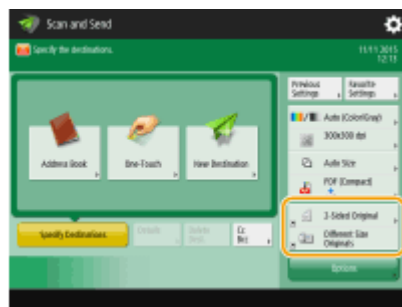 Scan and Send
Specify the destinations.
11/11 2015
12:13
Previous
Settings
Favorite
Settings
Auto (Color/Gray)
300x300 dpi
Address Book
One-Touch
New Destination
Auto Size
PDF (Compact)
2-Sided Original
Specify Destinations
Details
Delete
Dest.
Cc
Bcc
Different Size
Originals
Options